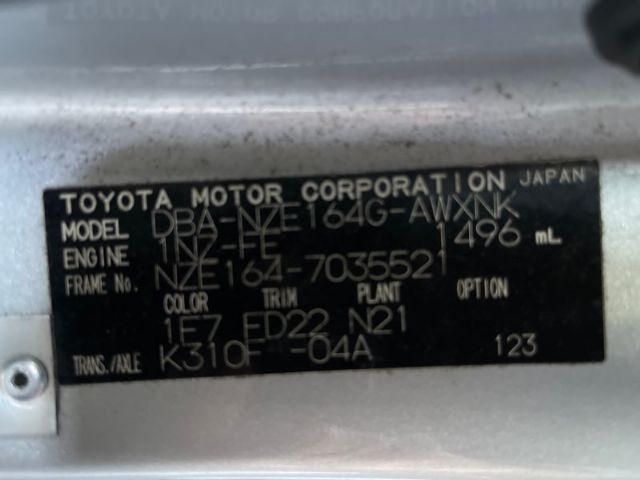 TOYOTA MOTOR CORPORATION JAPAN
MODEL DBA-NZE164G-AWXNK
ENGINE 1NZ-FE 1496 mL
FRAME No. NZE164-7035521
COLOR TRIM PLANT OPTION
1E7 FD22 N21
TRANS./AXLE K310F -04A 123